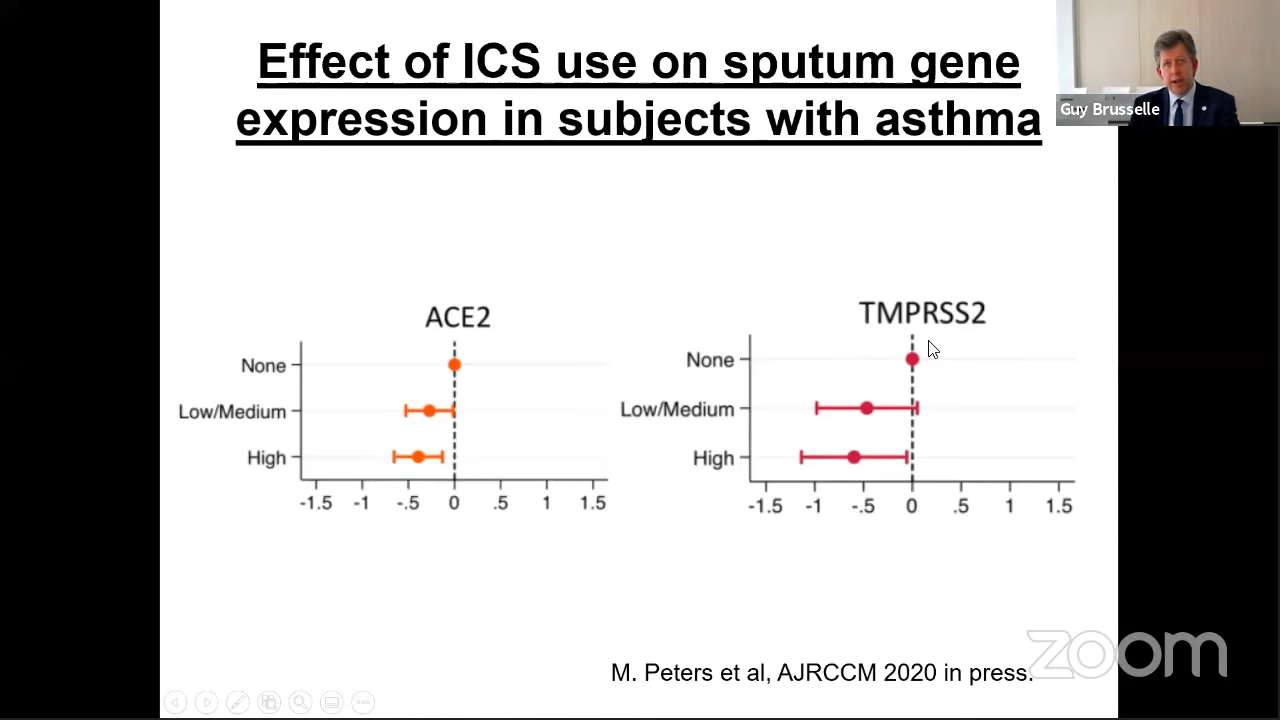 Effect of ICS use on sputum gene
expression in subjects with asthma
Guy Brusselle
ACE2
None
Low/Medium
High
-1.5 -1 -.5 0 .5 1 1.5
TMPRSS2
None
Low/Medium
High
-1.5 -1 -.5 0 .5 1 1.5
M. Peters et al, AJRCCM 2020 in press.
zoom